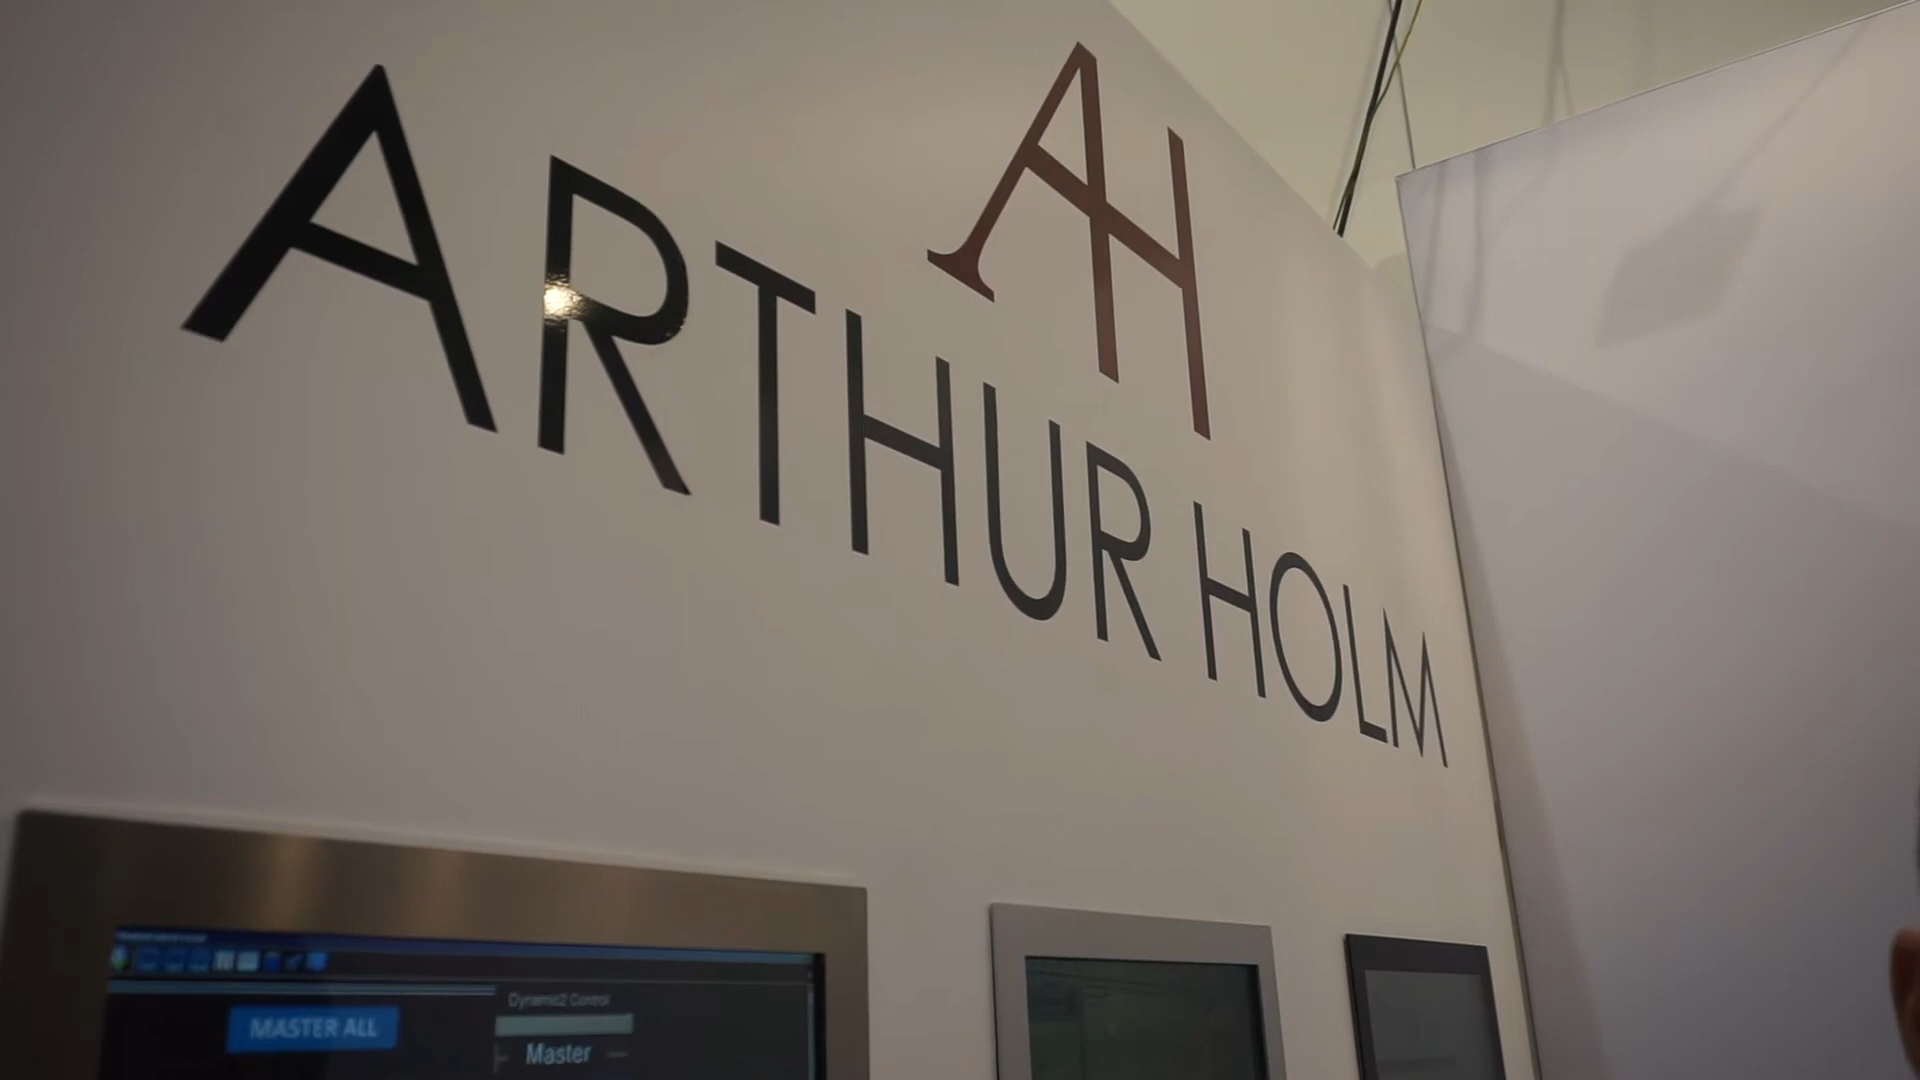 AH
ARTHUR HOLM
Dynamic2 Control
MASTER ALL
Master